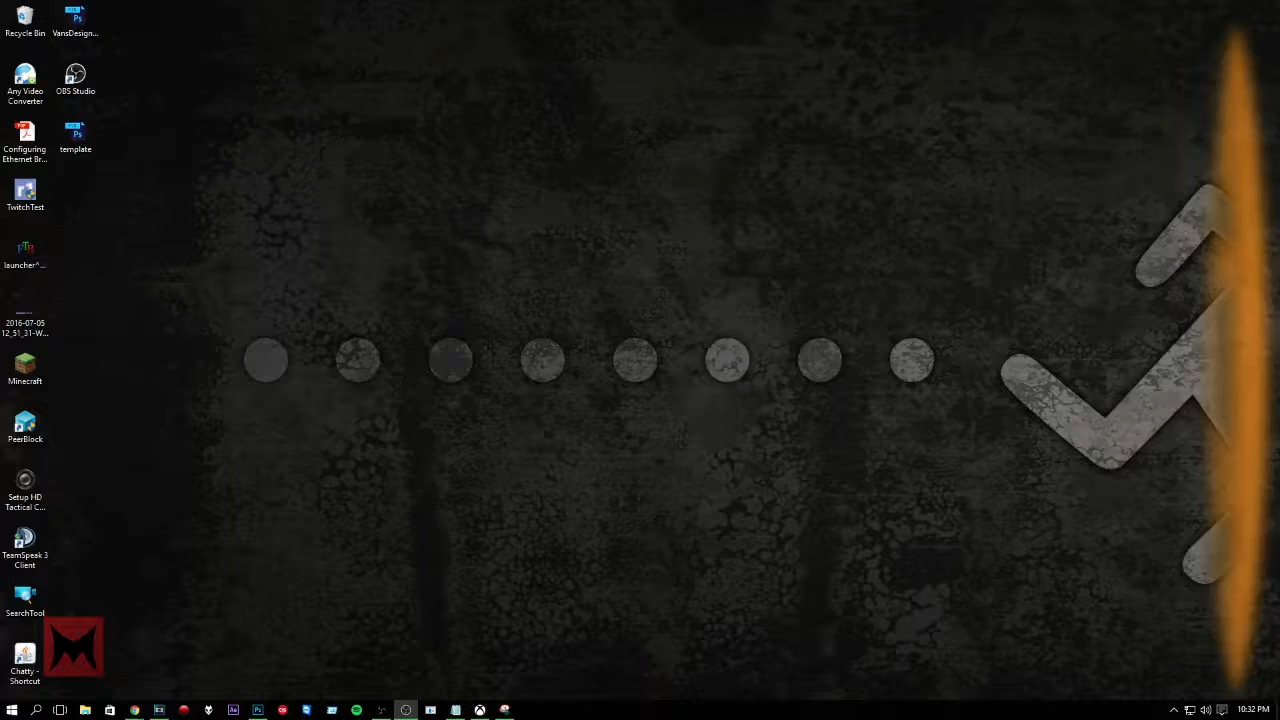 Recycle Bin
VansDesign...
Any Video
Converter
OBS Studio
Configuring
Ethernet Br...
template
TwitchTest
launcher^...
2016-07-05
12_51_31-W...
Minecraft
PeerBlock
Setup HD
Tactical C...
TeamSpeak 3
Client
SearchTool
Chatty -
Shortcut
10:32 PM